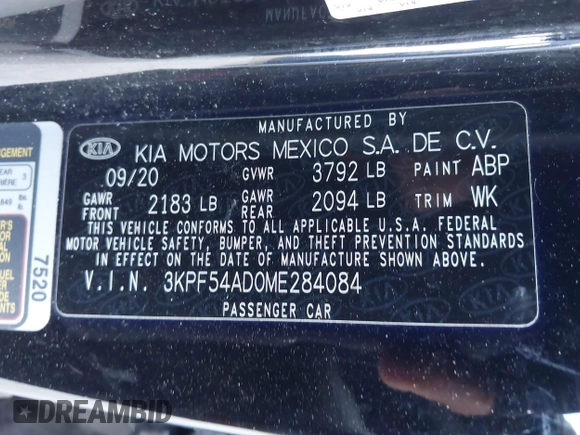 MANUFACTURED BY
KIA KIA MOTORS MEXICO S.A. DE C.V.
09/20 GVWR 3792 LB PAINT ABP
GAWR FRONT 2183 LB GAWR REAR 2094 LB TRIM WK
THIS VEHICLE CONFORMS TO ALL APPLICABLE U.S.A. FEDERAL
MOTOR VEHICLE SAFETY, BUMPER, AND THEFT PREVENTION STANDARDS
IN EFFECT ON THE DATE OF MANUFACTURE SHOWN ABOVE.
V.I.N. 3KPF54AD0ME284084
PASSENGER CAR
7520
DREAMBID